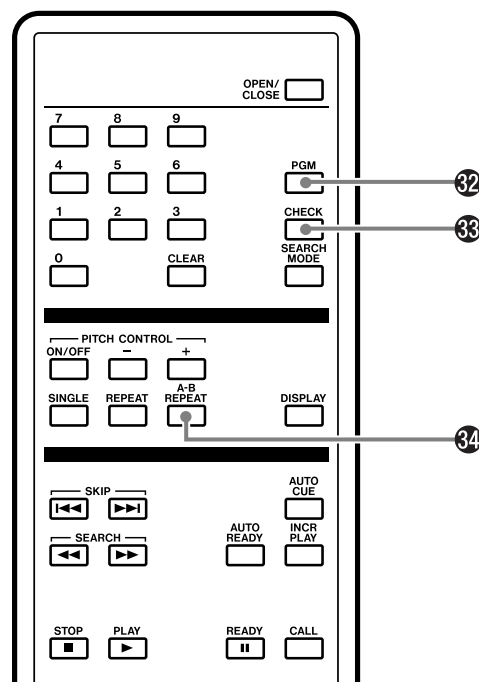 OPEN/
CLOSE
7 8 9
4 5 6 PGM
32
1 2 3 CHECK
33
0 CLEAR SEARCH
MODE
PITCH CONTROL
ON/OFF − +
SINGLE REPEAT A-B
REPEAT DISPLAY
34
SKIP AUTO
CUE
SEARCH AUTO
READY INCR
PLAY
STOP PLAY READY CALL